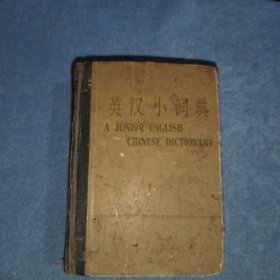 英汉小词典
A JUNIOR ENGLISH-
CHINESE DICTIONARY